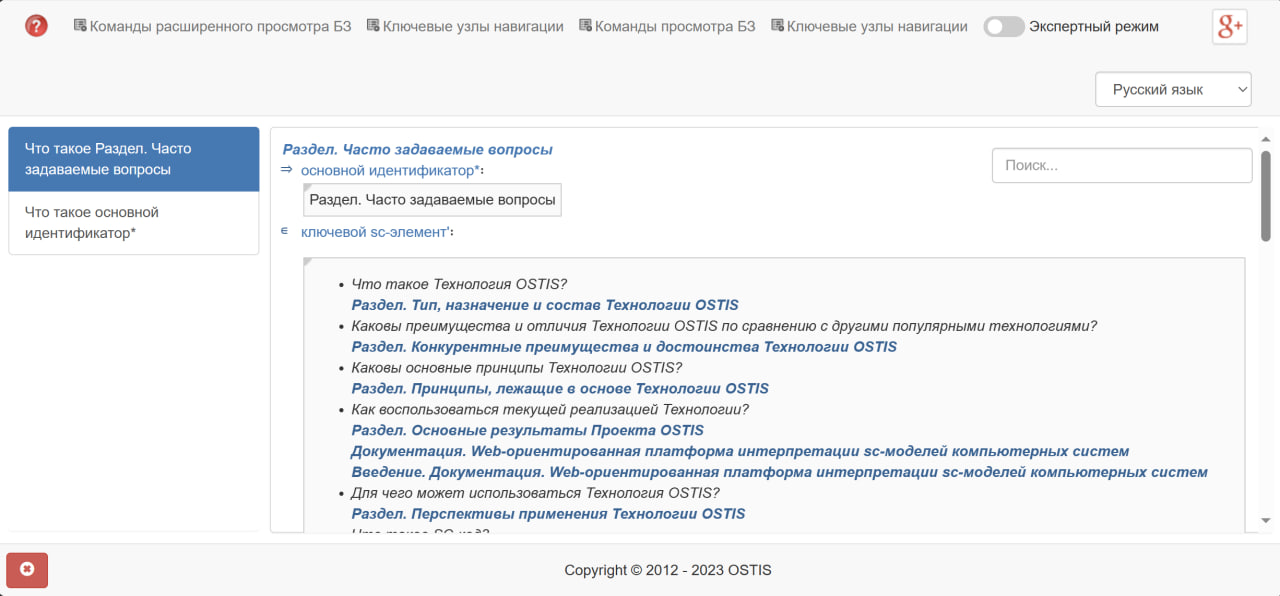 ? Команды расширенного просмотра БЗ Ключевые узлы навигации Команды просмотра БЗ Ключевые узлы навигации Экспертный режим g+
Русский язык
Что такое Раздел. Часто
задаваемые вопросы
Что такое основной
идентификатор*
Раздел. Часто задаваемые вопросы
⇒ основной идентификатор*:
Поиск...
Раздел. Часто задаваемые вопросы
∈ ключевой sc-элемент':
• Что такое Технология OSTIS?
Раздел. Тип, назначение и состав Технологии OSTIS
• Каковы преимущества и отличия Технологии OSTIS по сравнению с другими популярными технологиями?
Раздел. Конкурентные преимущества и достоинства Технологии OSTIS
• Каковы основные принципы Технологии OSTIS?
Раздел. Принципы, лежащие в основе Технологии OSTIS
• Как воспользоваться текущей реализацией Технологии?
Раздел. Основные результаты Проекта OSTIS
Документация. Web-ориентированная платформа интерпретации sc-моделей компьютерных систем
Введение. Документация. Web-ориентированная платформа интерпретации sc-моделей компьютерных систем
• Для чего может использоваться Технология OSTIS?
Раздел. Перспективы применения Технологии OSTIS
Copyright © 2012 - 2023 OSTIS